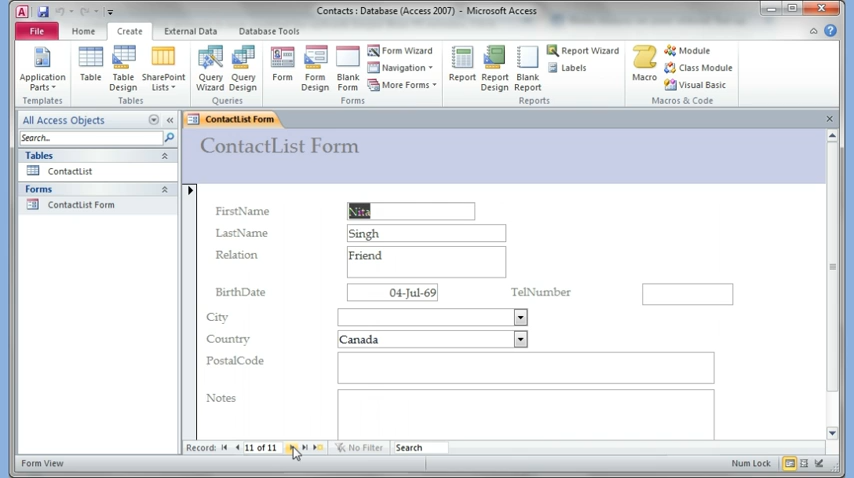 Contacts : Database (Access 2007) - Microsoft Access
File Home Create External Data Database Tools
Application Parts
Templates
Table
Table Design
SharePoint Lists
Tables
Query Wizard
Query Design
Queries
Form
Form Design
Blank Form
Form Wizard
Navigation
More Forms
Forms
Report
Report Design
Blank Report
Report Wizard
Labels
Reports
Macro
Module
Class Module
Visual Basic
Macros & Code
All Access Objects
Search...
Tables
ContactList
Forms
ContactList Form
ContactList Form
ContactList Form
FirstName Nita
LastName Singh
Relation Friend
BirthDate 04-Jul-69 TelNumber
City
Country Canada
PostalCode
Notes
Record: 11 of 11 No Filter Search
Form View Num Lock